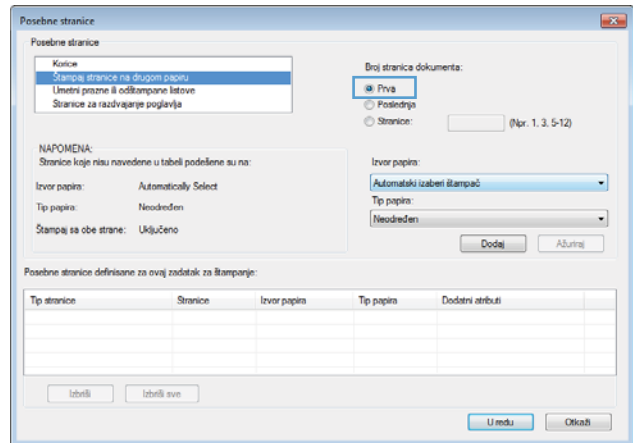 Posebne stranice
Posebne stranice
Korice
Štampaj stranice na drugom papiru
Umetni prazne ili odštampane listove
Stranice za razdvajanje poglavlja
Broj stranica dokumenta:
Prva
Poslednja
Stranice:
(Npr. 1, 3, 5-12)
NAPOMENA:
Stranice koje nisu navedene u tabeli podešene su na:
Izvor papira: Automatically Select
Tip papira: Neodređen
Štampaj sa obe strane: Uključeno
Izvor papira:
Automatski izaberi štampač
Tip papira:
Neodređen
Dodaj Ažuriraj
Posebne stranice definisane za ovaj zadatak za štampanje:
Tip stranice Stranice Izvor papira Tip papira Dodatni atributi
Izbriši Izbriši sve
U redu Otkaži